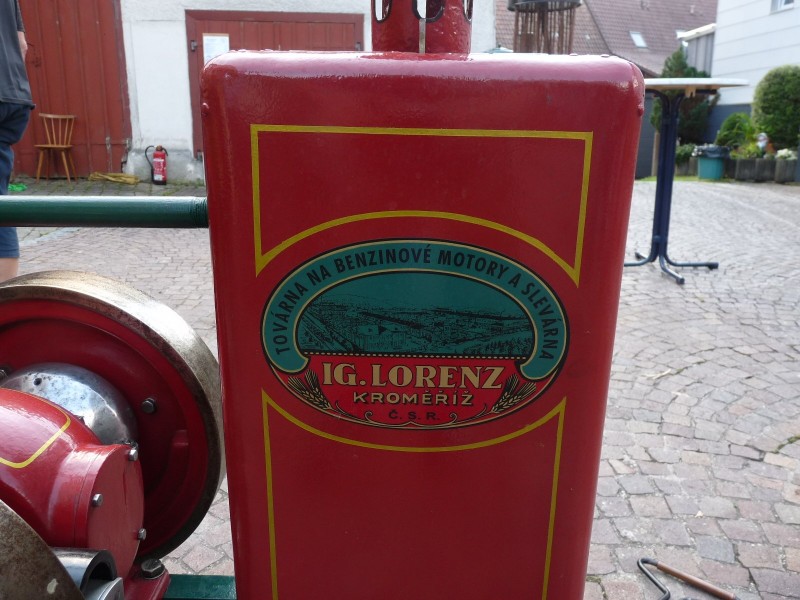 TOVÁRNA NA BENZINOVÉ MOTORY A SLEVÁRNA
IG. LORENZ
KROMĚŘÍŽ
Č. S. R.